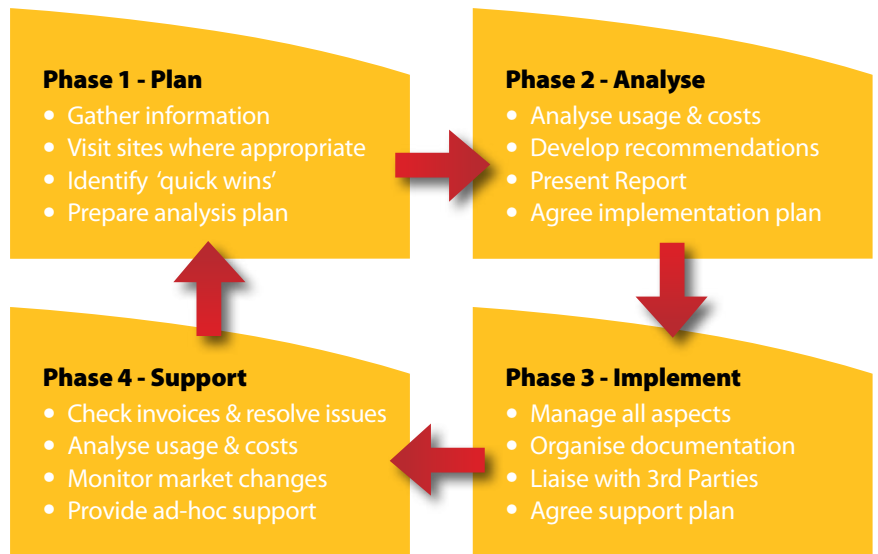 Phase 1 - Plan
• Gather information
• Visit sites where appropriate
• Identify ‘quick wins’
• Prepare analysis plan
Phase 2 - Analyse
• Analyse usage & costs
• Develop recommendations
• Present Report
• Agree implementation plan
Phase 3 - Implement
• Manage all aspects
• Organise documentation
• Liaise with 3rd Parties
• Agree support plan
Phase 4 - Support
• Check invoices & resolve issues
• Analyse usage & costs
• Monitor market changes
• Provide ad-hoc support